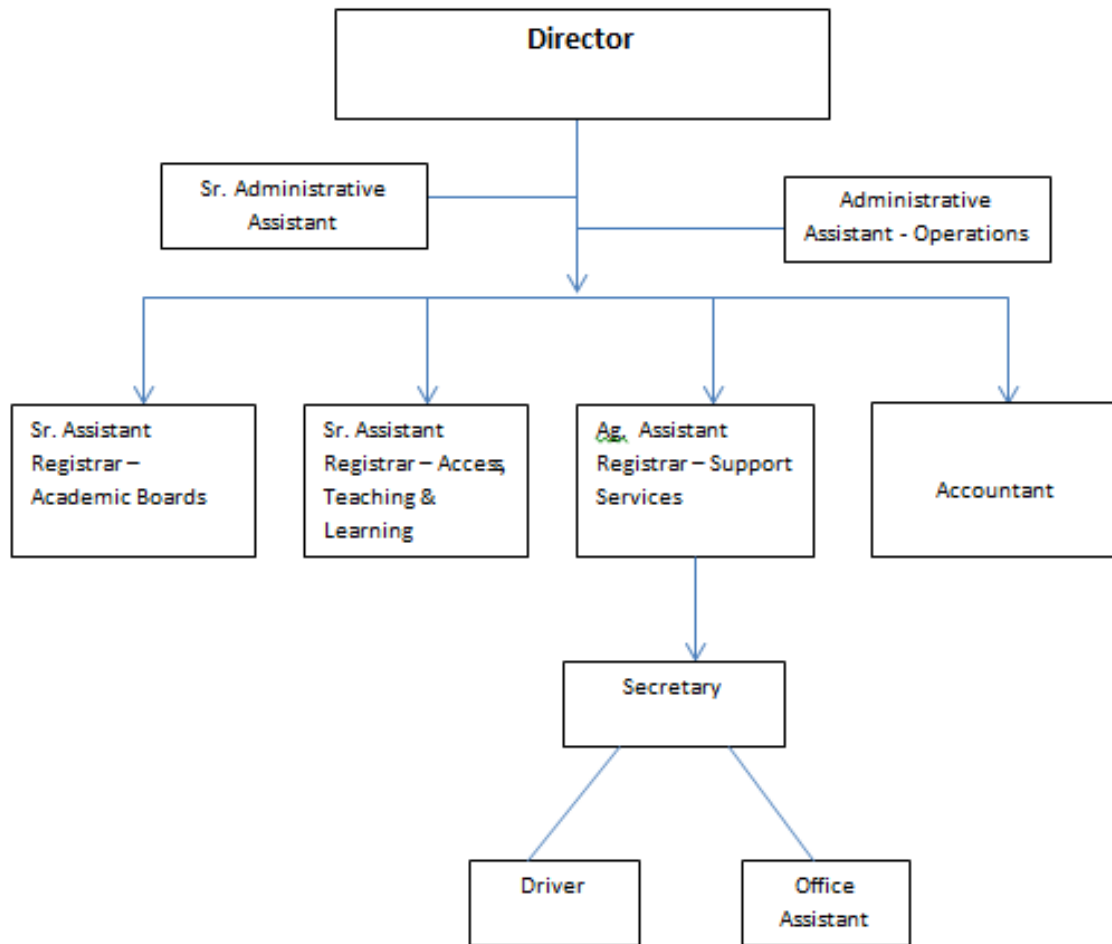 Director
Sr. Administrative
Assistant
Administrative
Assistant - Operations
Sr. Assistant
Registrar –
Academic Boards
Sr. Assistant
Registrar – Access,
Teaching &
Learning
Ag. Assistant
Registrar – Support
Services
Accountant
Secretary
Driver
Office
Assistant